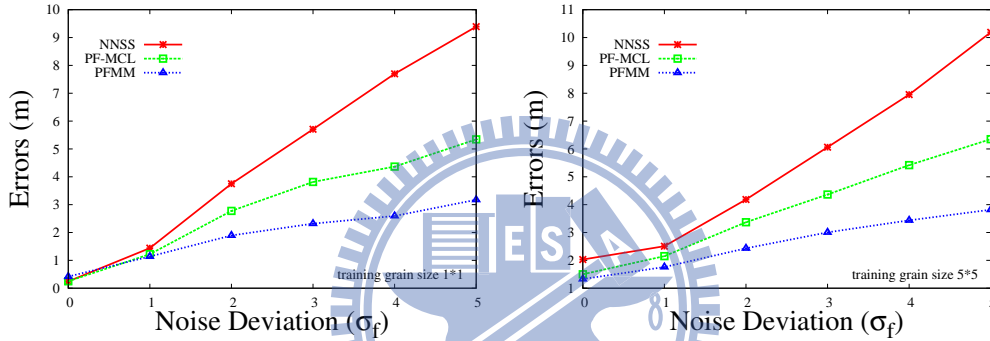 10
9
8
7
6
5
4
3
2
1
0
Errors (m)
NNSS
PF-MCL
PFMM
training grain size 1*1
0 1 2 3 4 5
Noise Deviation (σf)
11
10
9
8
7
6
5
4
3
2
1
Errors (m)
NNSS
PF-MCL
PFMM
training grain size 5*5
0 1 2 3 4 5
Noise Deviation (σf)
ES
A
8